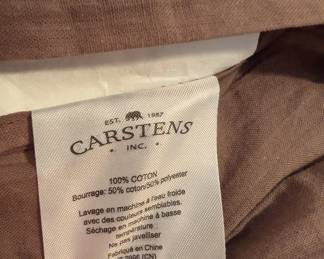 EST. 1987
CARSTENS
INC.
100% COTON
Bourrage: 50% coton/50% polyester
Lavage en machine à l'eau froide
avec des couleurs semblables.
Séchage en machine à basse
température
Ne pas javelliser
Fabriqué en Chine
(CN)